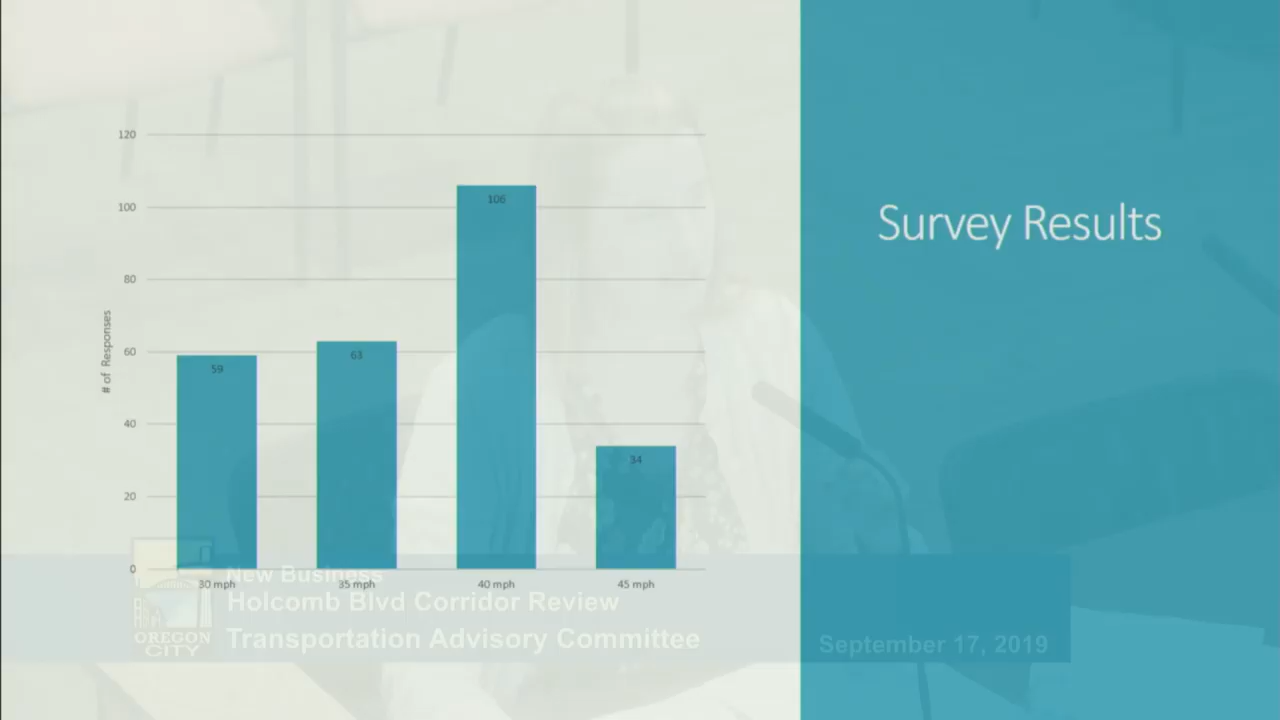 Survey Results
120
100
80
60
40
20
0
# of Responses
59
63
106
34
30 mph
35 mph
40 mph
45 mph
New Business
Holcomb Blvd Corridor Review
Transportation Advisory Committee
September 17, 2019
OREGON
CITY